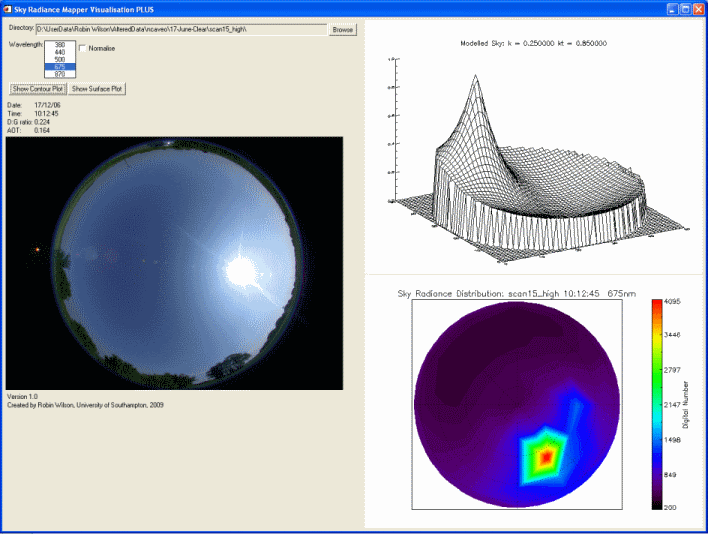 Sky Radiance Mapper Visualisation PLUS
Directory: D:\UserData\Robin Wilson\AlteredData\ncaveo\17-June-Clear\scan15_high\ Browse
Wavelength: 380 Normalise
440
500
675
870
Show Contour Plot Show Surface Plot
Date: 17/12/06
Time: 10:12:45
D:G ratio: 0.224
AOT: 0.164
Version 1.0
Created by Robin Wilson, University of Southampton, 2009
Modelled Sky: k = 0.250000 kt = 0.850000
Sky Radiance Distribution: scan15_high 10:12:45 675nm
4095
3446
2797
2147
1498
849
200
Digital Number